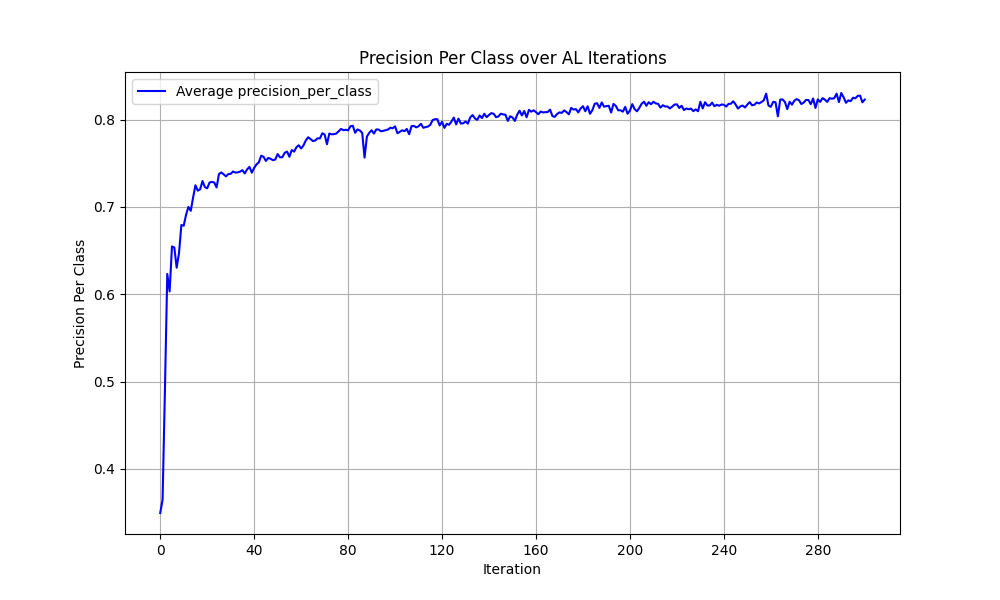 Precision Per Class over AL Iterations
Average precision_per_class
Precision Per Class
0.8
0.7
0.6
0.5
0.4
0 40 80 120 160 200 240 280
Iteration